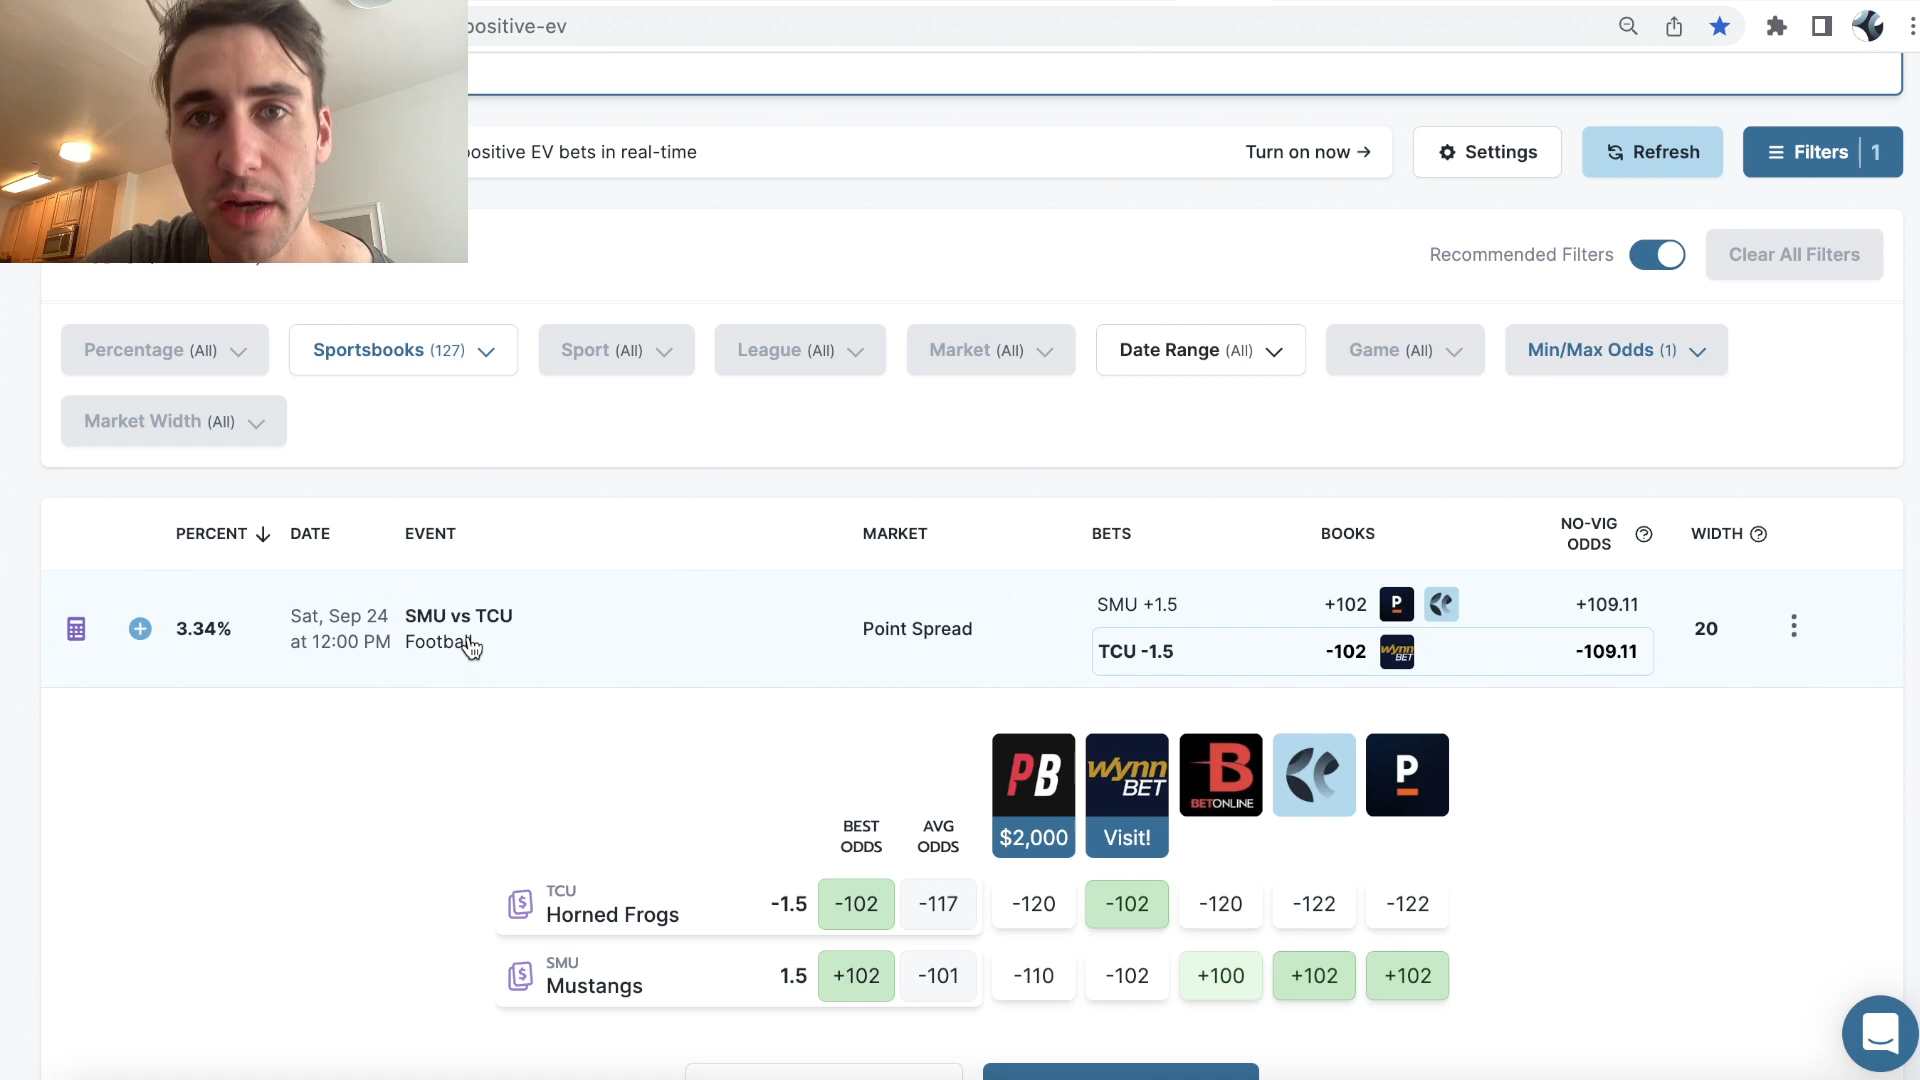 positive-ev
positive EV bets in real-time
Turn on now →
Settings
Refresh
Filters 1
Recommended Filters
Clear All Filters
Percentage (All)
Sportsbooks (127)
Sport (All)
League (All)
Market (All)
Date Range (All)
Game (All)
Min/Max Odds (1)
Market Width (All)
PERCENT ↓ DATE EVENT MARKET BETS BOOKS NO-VIG ODDS WIDTH
3.34%
Sat, Sep 24
at 12:00 PM
SMU vs TCU
Football
Point Spread
SMU +1.5 +102 P +109.11
TCU -1.5 -102 WYNN BET -109.11
20
PB
wynn BET
B BETONLINE
P
$2,000
Visit!
BEST ODDS
AVG ODDS
TCU
Horned Frogs -1.5 -102 -117 -120 -102 -120 -122 -122
SMU
Mustangs 1.5 +102 -101 -110 -102 +100 +102 +102